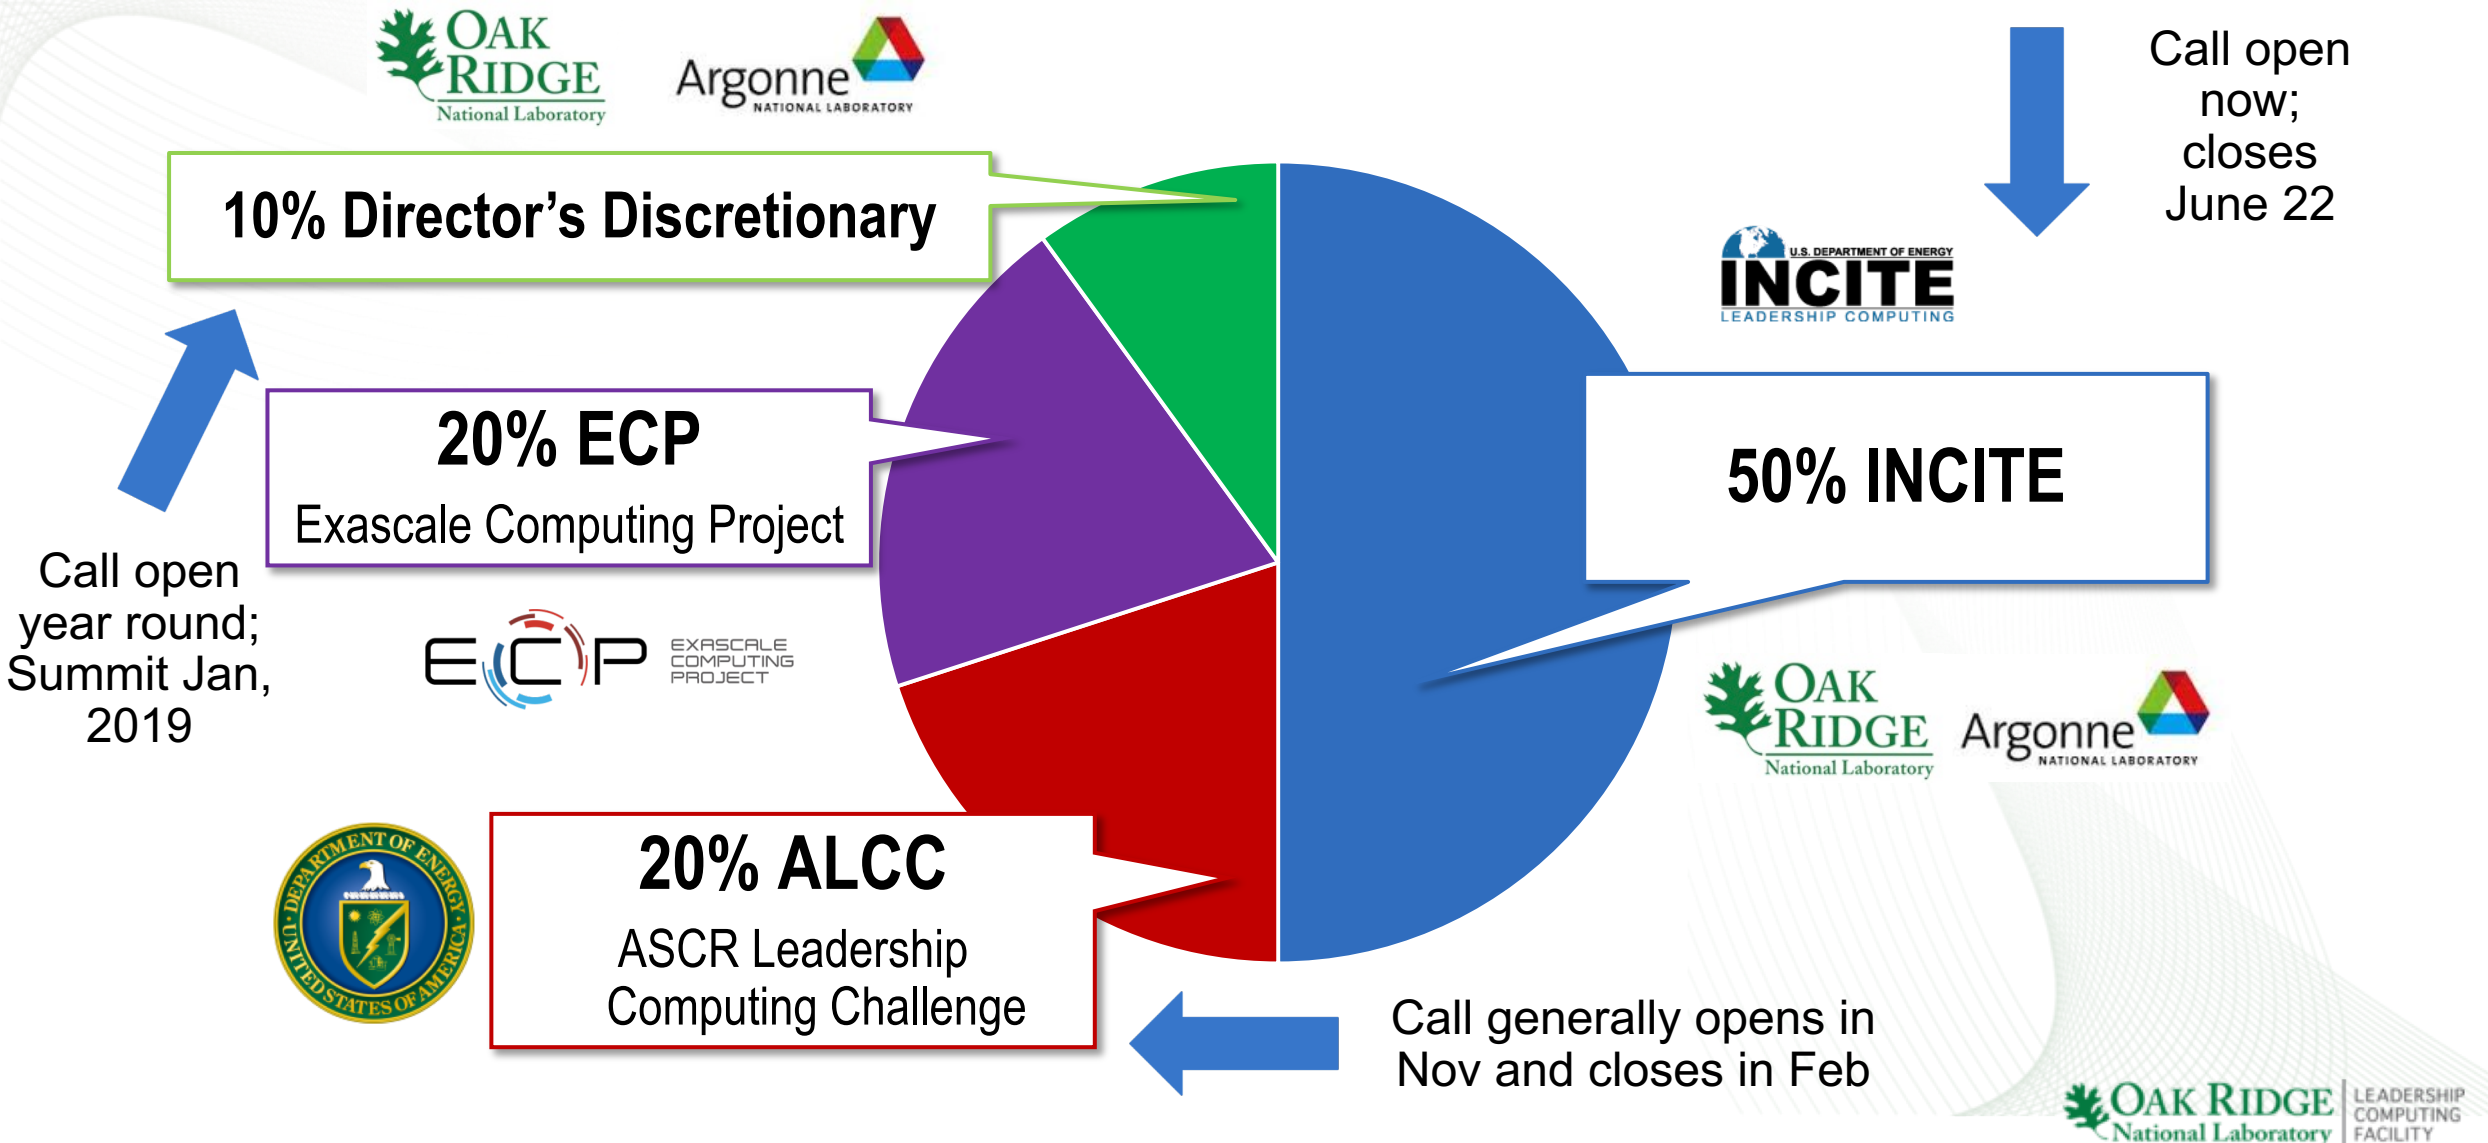 OAK
RIDGE
National Laboratory
Argonne
NATIONAL LABORATORY
Call open
now;
closes
June 22
10% Director’s Discretionary
U.S. DEPARTMENT OF ENERGY
INCITE
LEADERSHIP COMPUTING
20% ECP
Exascale Computing Project
50% INCITE
Call open
year round;
Summit Jan,
2019
ECP
EXASCALE
COMPUTING
PROJECT
OAK
RIDGE
National Laboratory
Argonne
NATIONAL LABORATORY
DEPARTMENT OF ENERGY
UNITED STATES OF AMERICA
20% ALCC
ASCR Leadership
Computing Challenge
Call generally opens in
Nov and closes in Feb
OAK RIDGE
National Laboratory
LEADERSHIP
COMPUTING
FACILITY